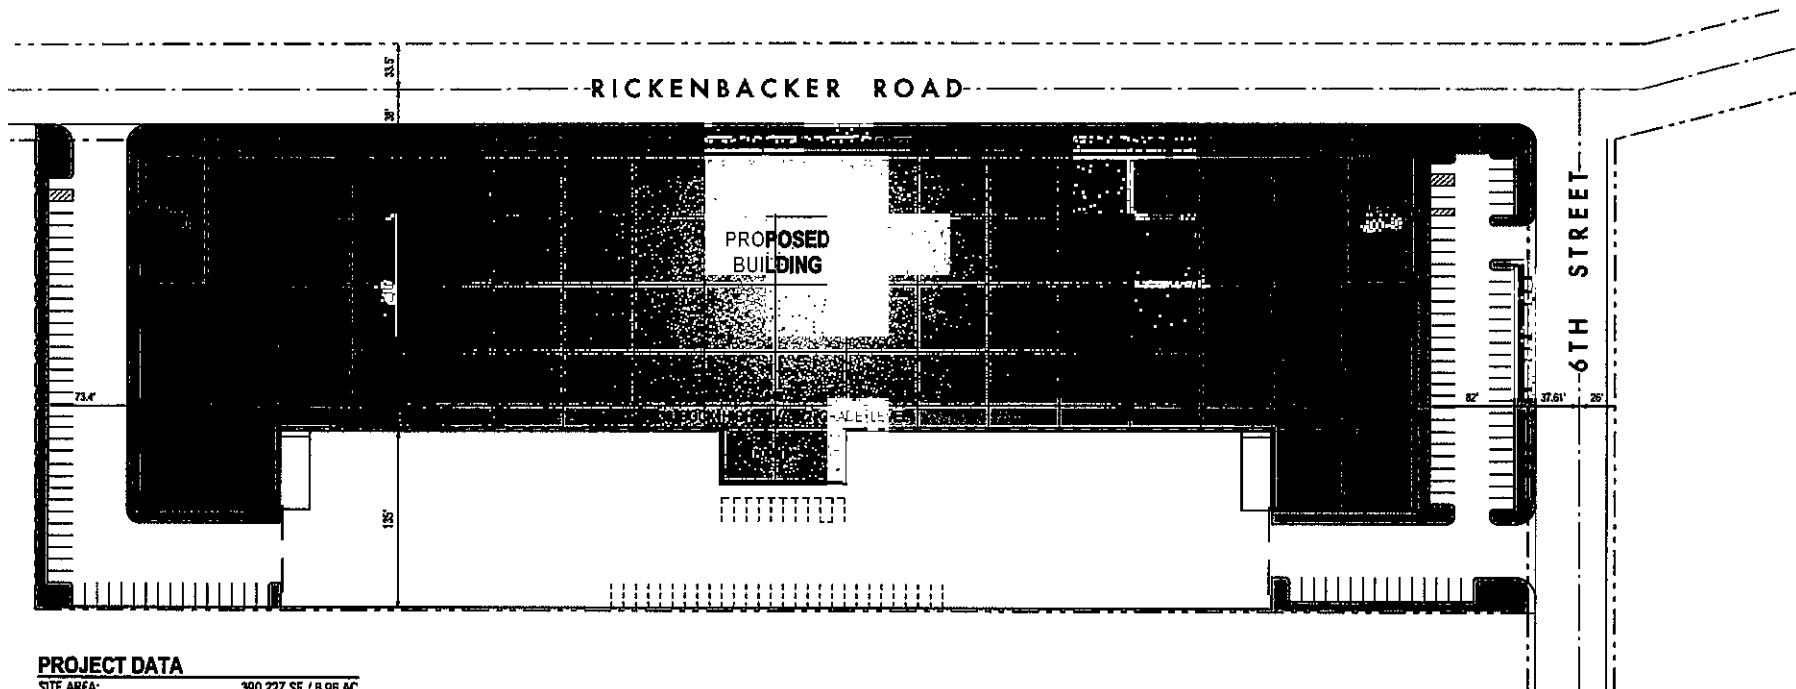 33.5'
RICKENBACKER ROAD
38'
PROPOSED
BUILDING
6TH STREET
73.4'
82'
37.61'
26'
135'
PROJECT DATA
SITE AREA: 390,227 SF / 8.96 AC